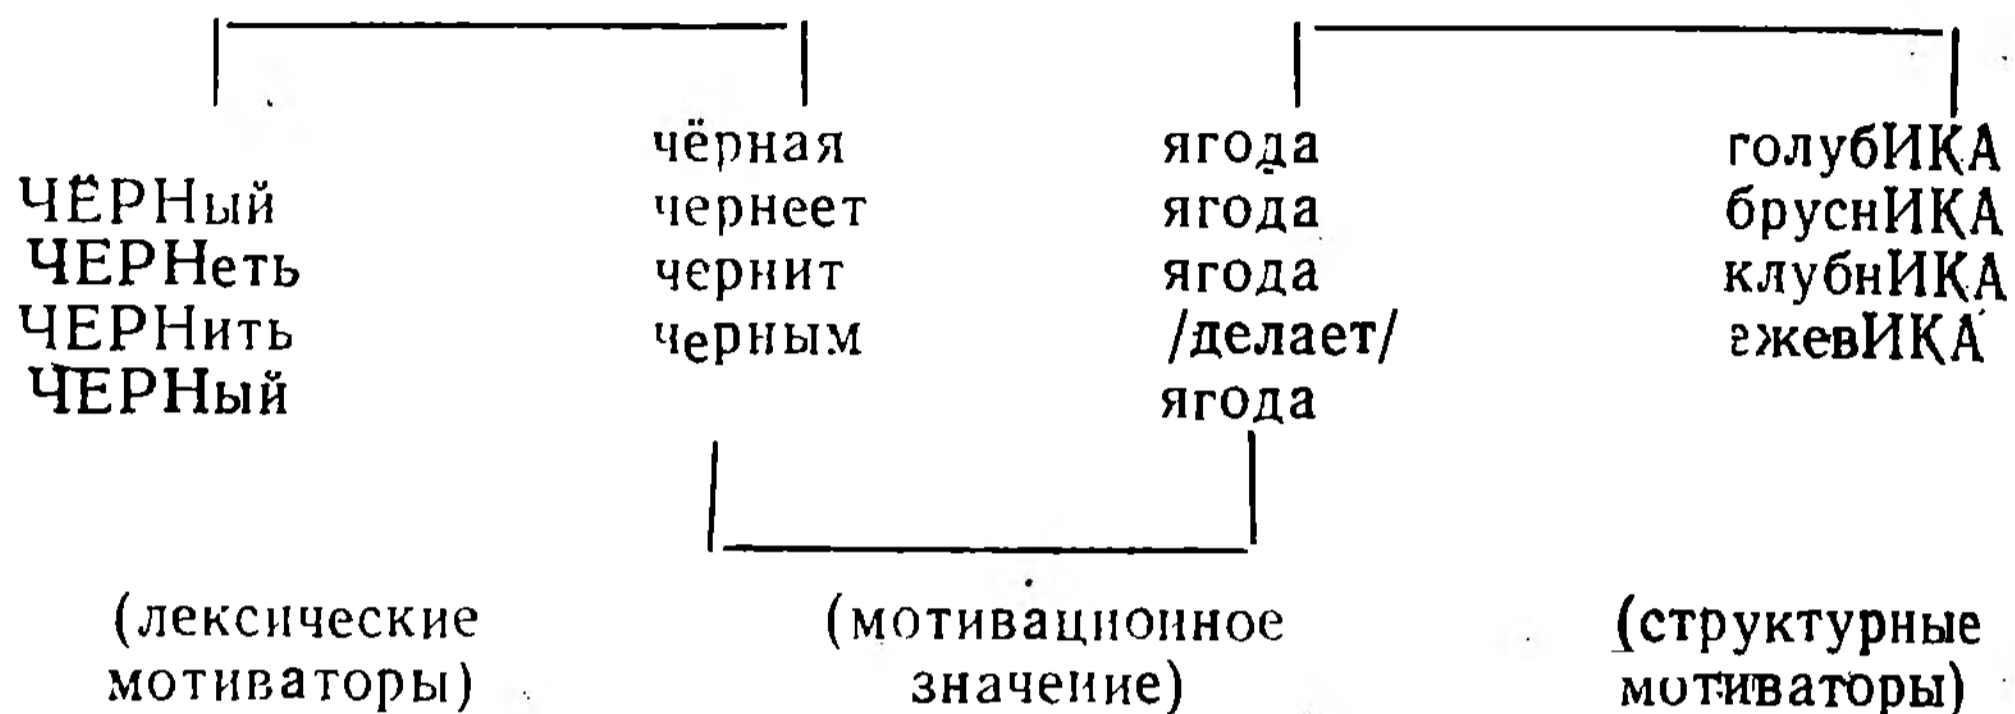 чёрная ягода голубИКА
ЧЁРНый чернеет ягода бруснИКА
ЧЕРНеть чернит ягода клубнИКА
ЧЕРНить черным /делает/ ежевИКА
ЧЕРНый ягода
(лексические (мотивационное (структурные
мотиваторы) значение) мотиваторы)